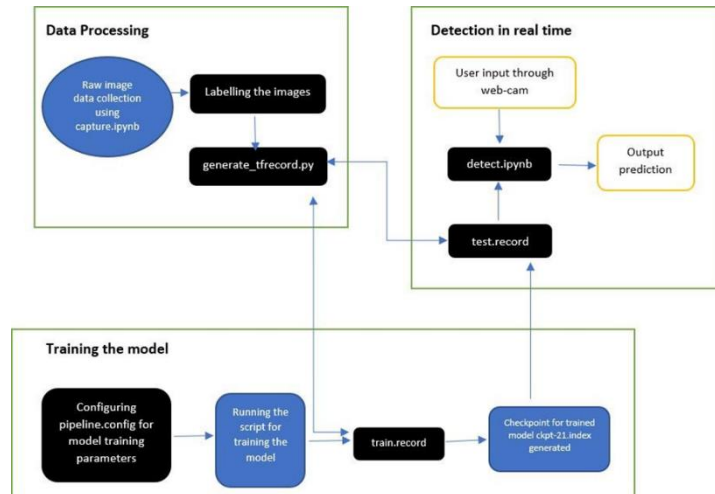 Data Processing
Raw image
data collection
using
capture.ipynb
Labelling the images
generate_tfrecord.py
Detection in real time
User input through
web-cam
detect.ipynb
Output
prediction
test.record
Training the model
Configuring
pipeline.config for
model training
parameters
Running the
script for
training the
model
train.record
Checkpoint for trained
model ckpt-21.index
generated